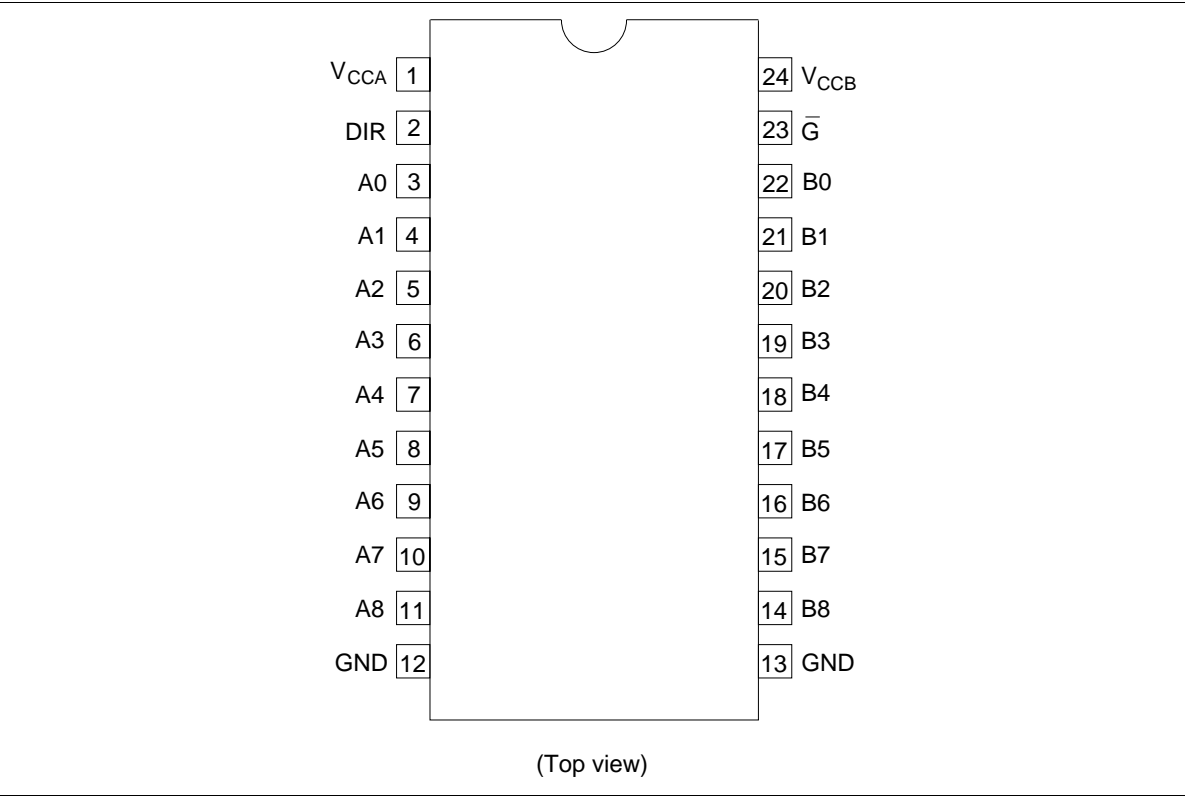 V_CCA 1 24 V_CCB
DIR 2 23 G̅
A0 3 22 B0
A1 4 21 B1
A2 5 20 B2
A3 6 19 B3
A4 7 18 B4
A5 8 17 B5
A6 9 16 B6
A7 10 15 B7
A8 11 14 B8
GND 12 13 GND
(Top view)